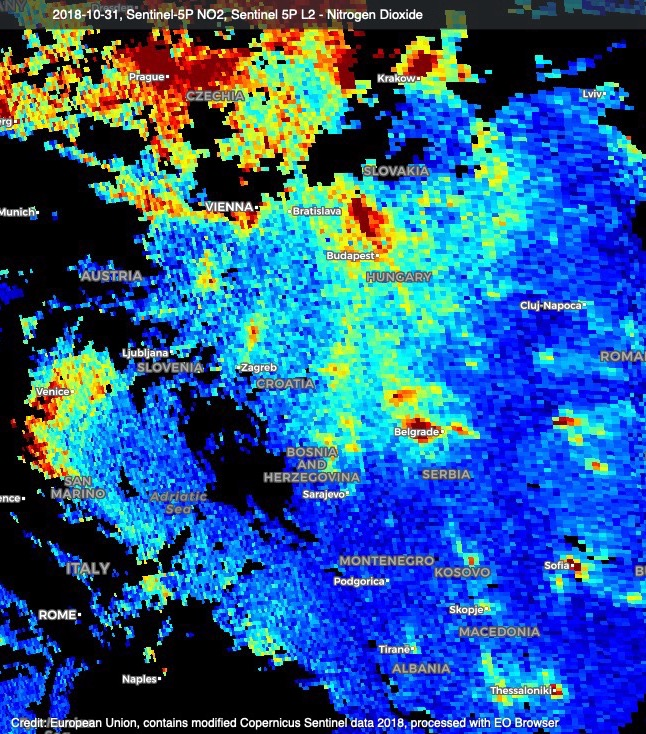 2018-10-31, Sentinel-5P NO2, Sentinel 5P L2 - Nitrogen Dioxide
Prague
Krakow
CZECHIA
Lviv
erg
SLOVAKIA
VIENNA
Munich
Bratislava
Budapest
AUSTRIA
HUNGARY
Cluj-Napoca
Ljubljana
ROMA
SLOVENIA
Zagreb
CROATIA
Venice
Belgrade
BOSNIA
AND
HERZEGOVINA
SERBIA
SAN
MARINO
Adriatic
Sea
ence
Sarajevo
MONTENEGRO
ITALY
Sofia
KOSOVO
B
Podgorica
ROME
Skopje
MACEDONIA
Tirane
ALBANIA
Naples
Thessaloniki
Credit: European Union, contains modified Copernicus Sentinel data 2018, processed with EO Browser